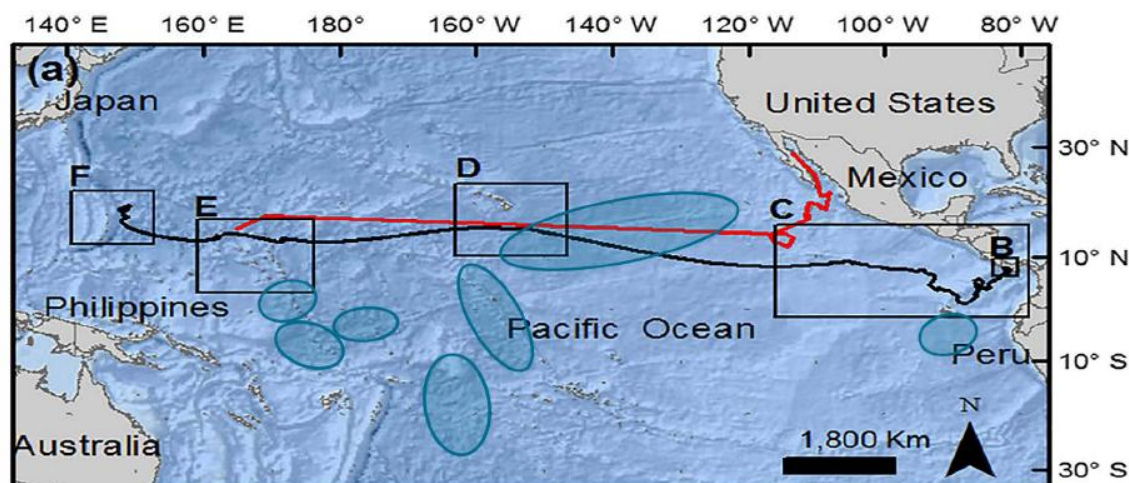 140° E 160° E 180° 160° W 140° W 120° W 100° W 80° W
(a)
Japan
United States
30° N
F
D
Mexico
E
C
B
10° N
Philippines
Pacific Ocean
Peru
10° S
N
Australia
1,800 Km
30° S